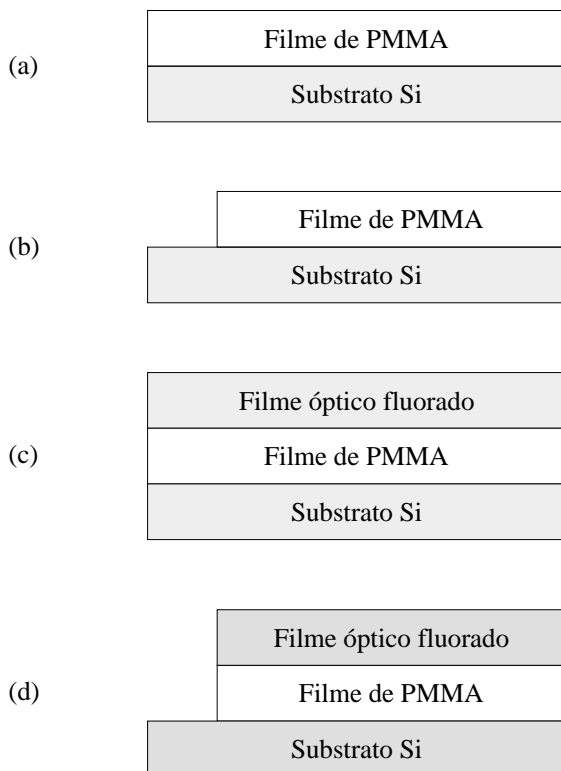 Filme de PMMA
(a)
Substrato Si
Filme de PMMA
(b)
Substrato Si
Filme óptico fluorado
(c)
Filme de PMMA
Substrato Si
Filme óptico fluorado
(d)
Filme de PMMA
Substrato Si